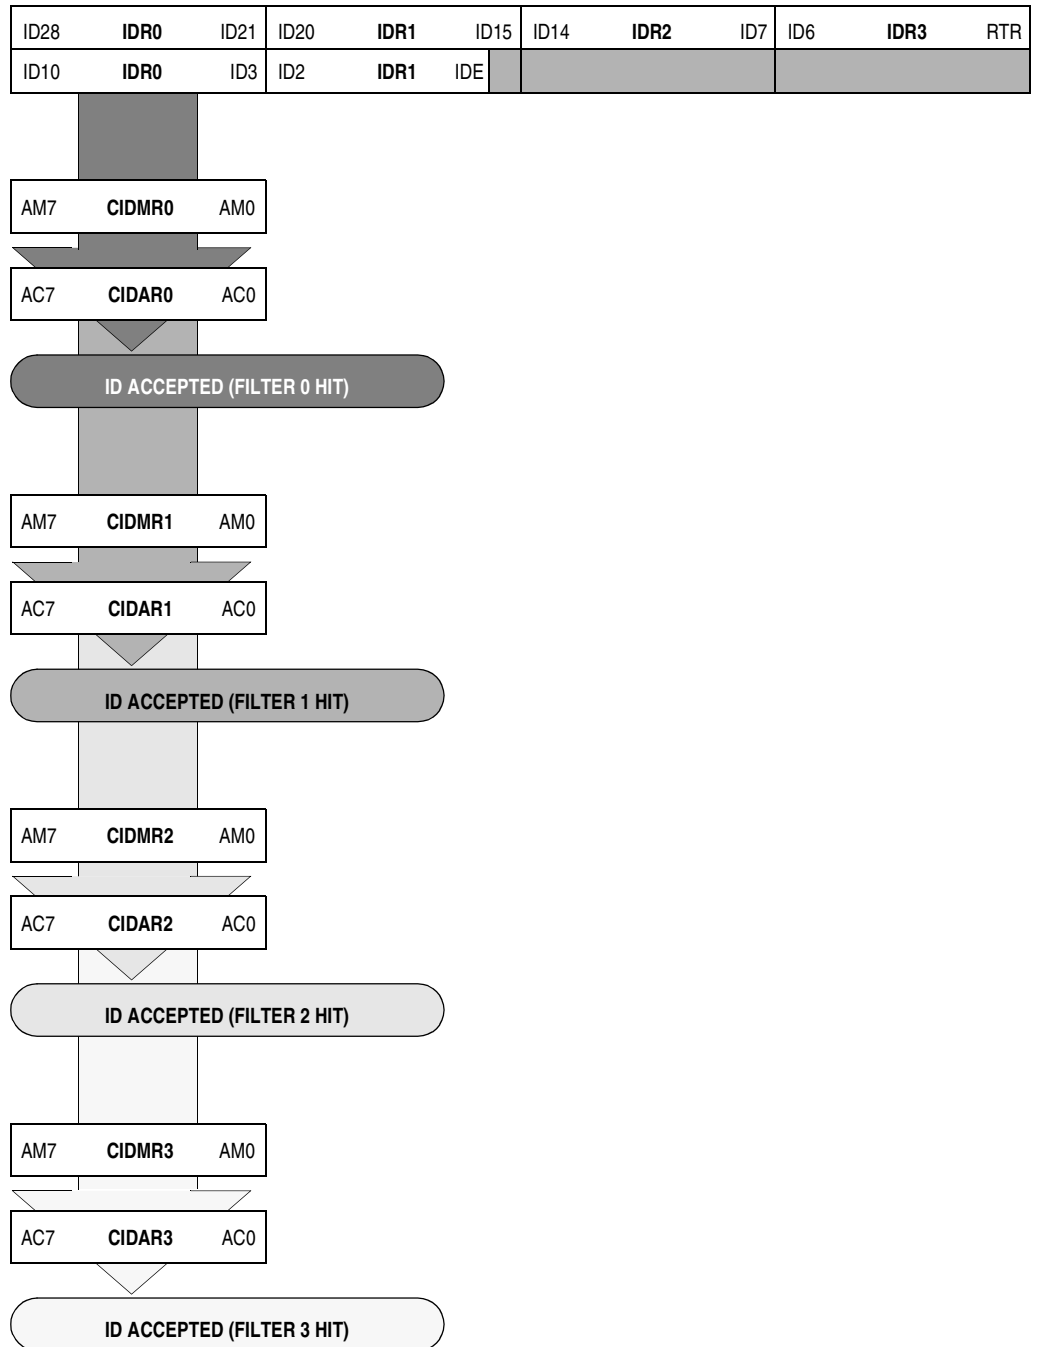 ID28 IDR0 ID21 ID20 IDR1 ID15 ID14 IDR2 ID7 ID6 IDR3 RTR
ID10 IDR0 ID3 ID2 IDR1 IDE
AM7 CIDMR0 AM0
AC7 CIDAR0 AC0
ID ACCEPTED (FILTER 0 HIT)
AM7 CIDMR1 AM0
AC7 CIDAR1 AC0
ID ACCEPTED (FILTER 1 HIT)
AM7 CIDMR2 AM0
AC7 CIDAR2 AC0
ID ACCEPTED (FILTER 2 HIT)
AM7 CIDMR3 AM0
AC7 CIDAR3 AC0
ID ACCEPTED (FILTER 3 HIT)